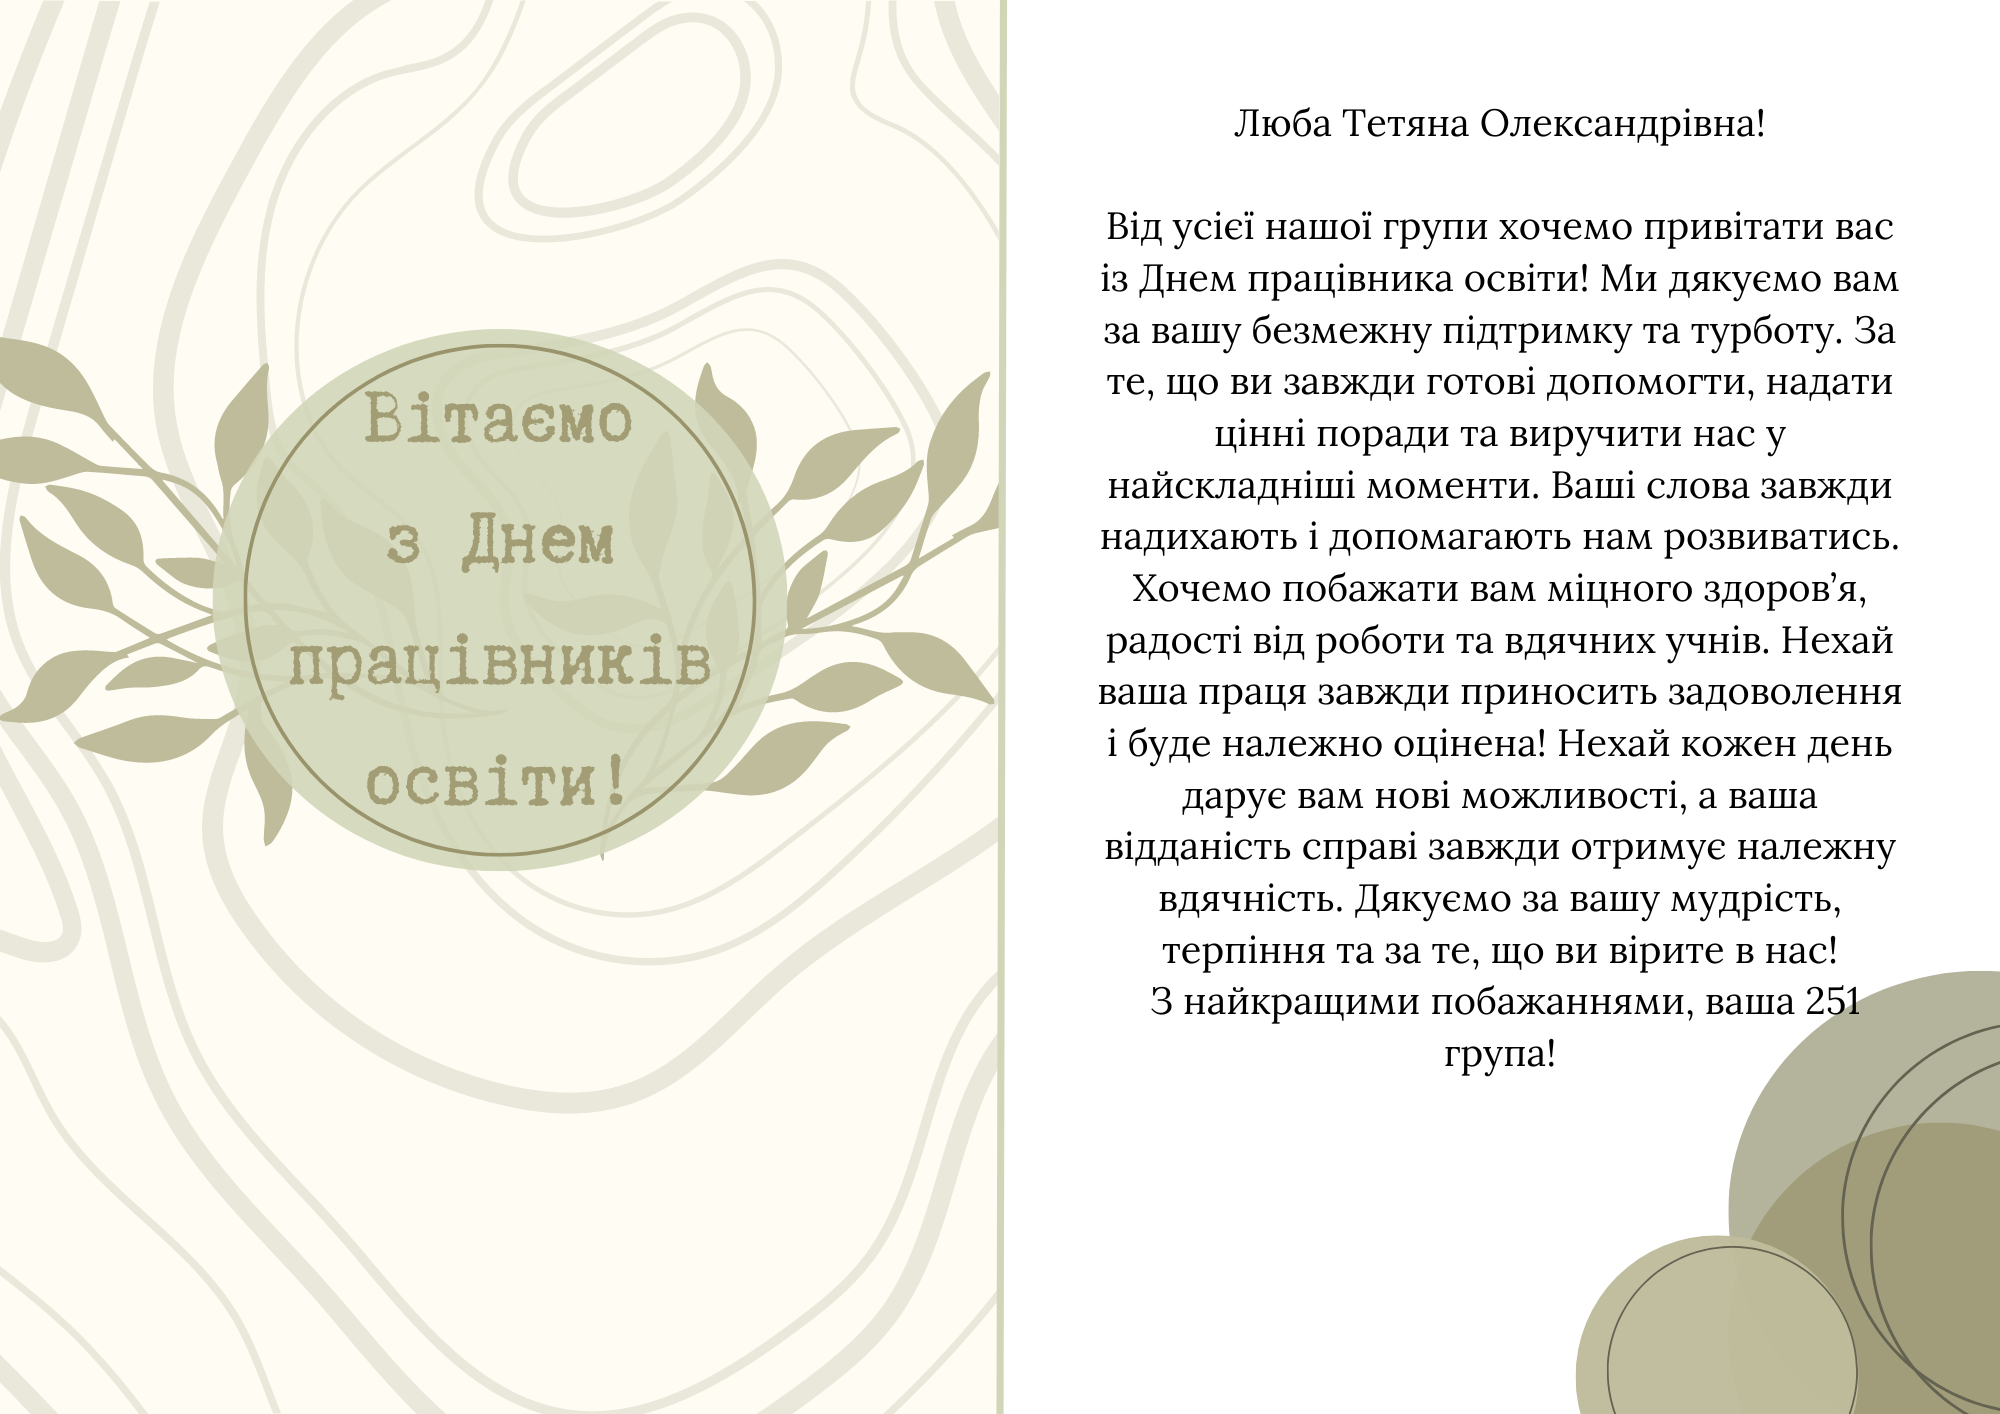 Вітаємо
з Днем
працівників
освіти!
Люба Тетяна Олександрівна!
Від усієї нашої групи хочемо привітати вас
із Днем працівника освіти! Ми дякуємо вам
за вашу безмежну підтримку та турботу. За
те, що ви завжди готові допомогти, надати
цінні поради та виручити нас у
найскладніші моменти. Ваші слова завжди
надихають і допомагають нам розвиватись.
Хочемо побажати вам міцного здоров’я,
радості від роботи та вдячних учнів. Нехай
ваша праця завжди приносить задоволення
і буде належно оцінена! Нехай кожен день
дарує вам нові можливості, а ваша
відданість справі завжди отримує належну
вдячність. Дякуємо за вашу мудрість,
терпіння та за те, що ви вірите в нас!
З найкращими побажаннями, ваша 251
група!